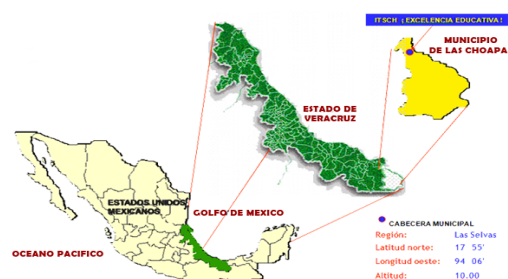 ITSCH ¡ EXCELENCIA EDUCATIVA !
MUNICIPIO
DE LAS CHOAPA
ESTADO DE
VERACRUZ
ESTADOS UNIDOS
MEXICANOS
GOLFO DE MEXICO
OCEANO PACIFICO
CABECERA MUNICIPAL
Región: Las Selvas
Latitud norte: 17 55'
Longitud oeste: 94 06'
Altitud: 10.00